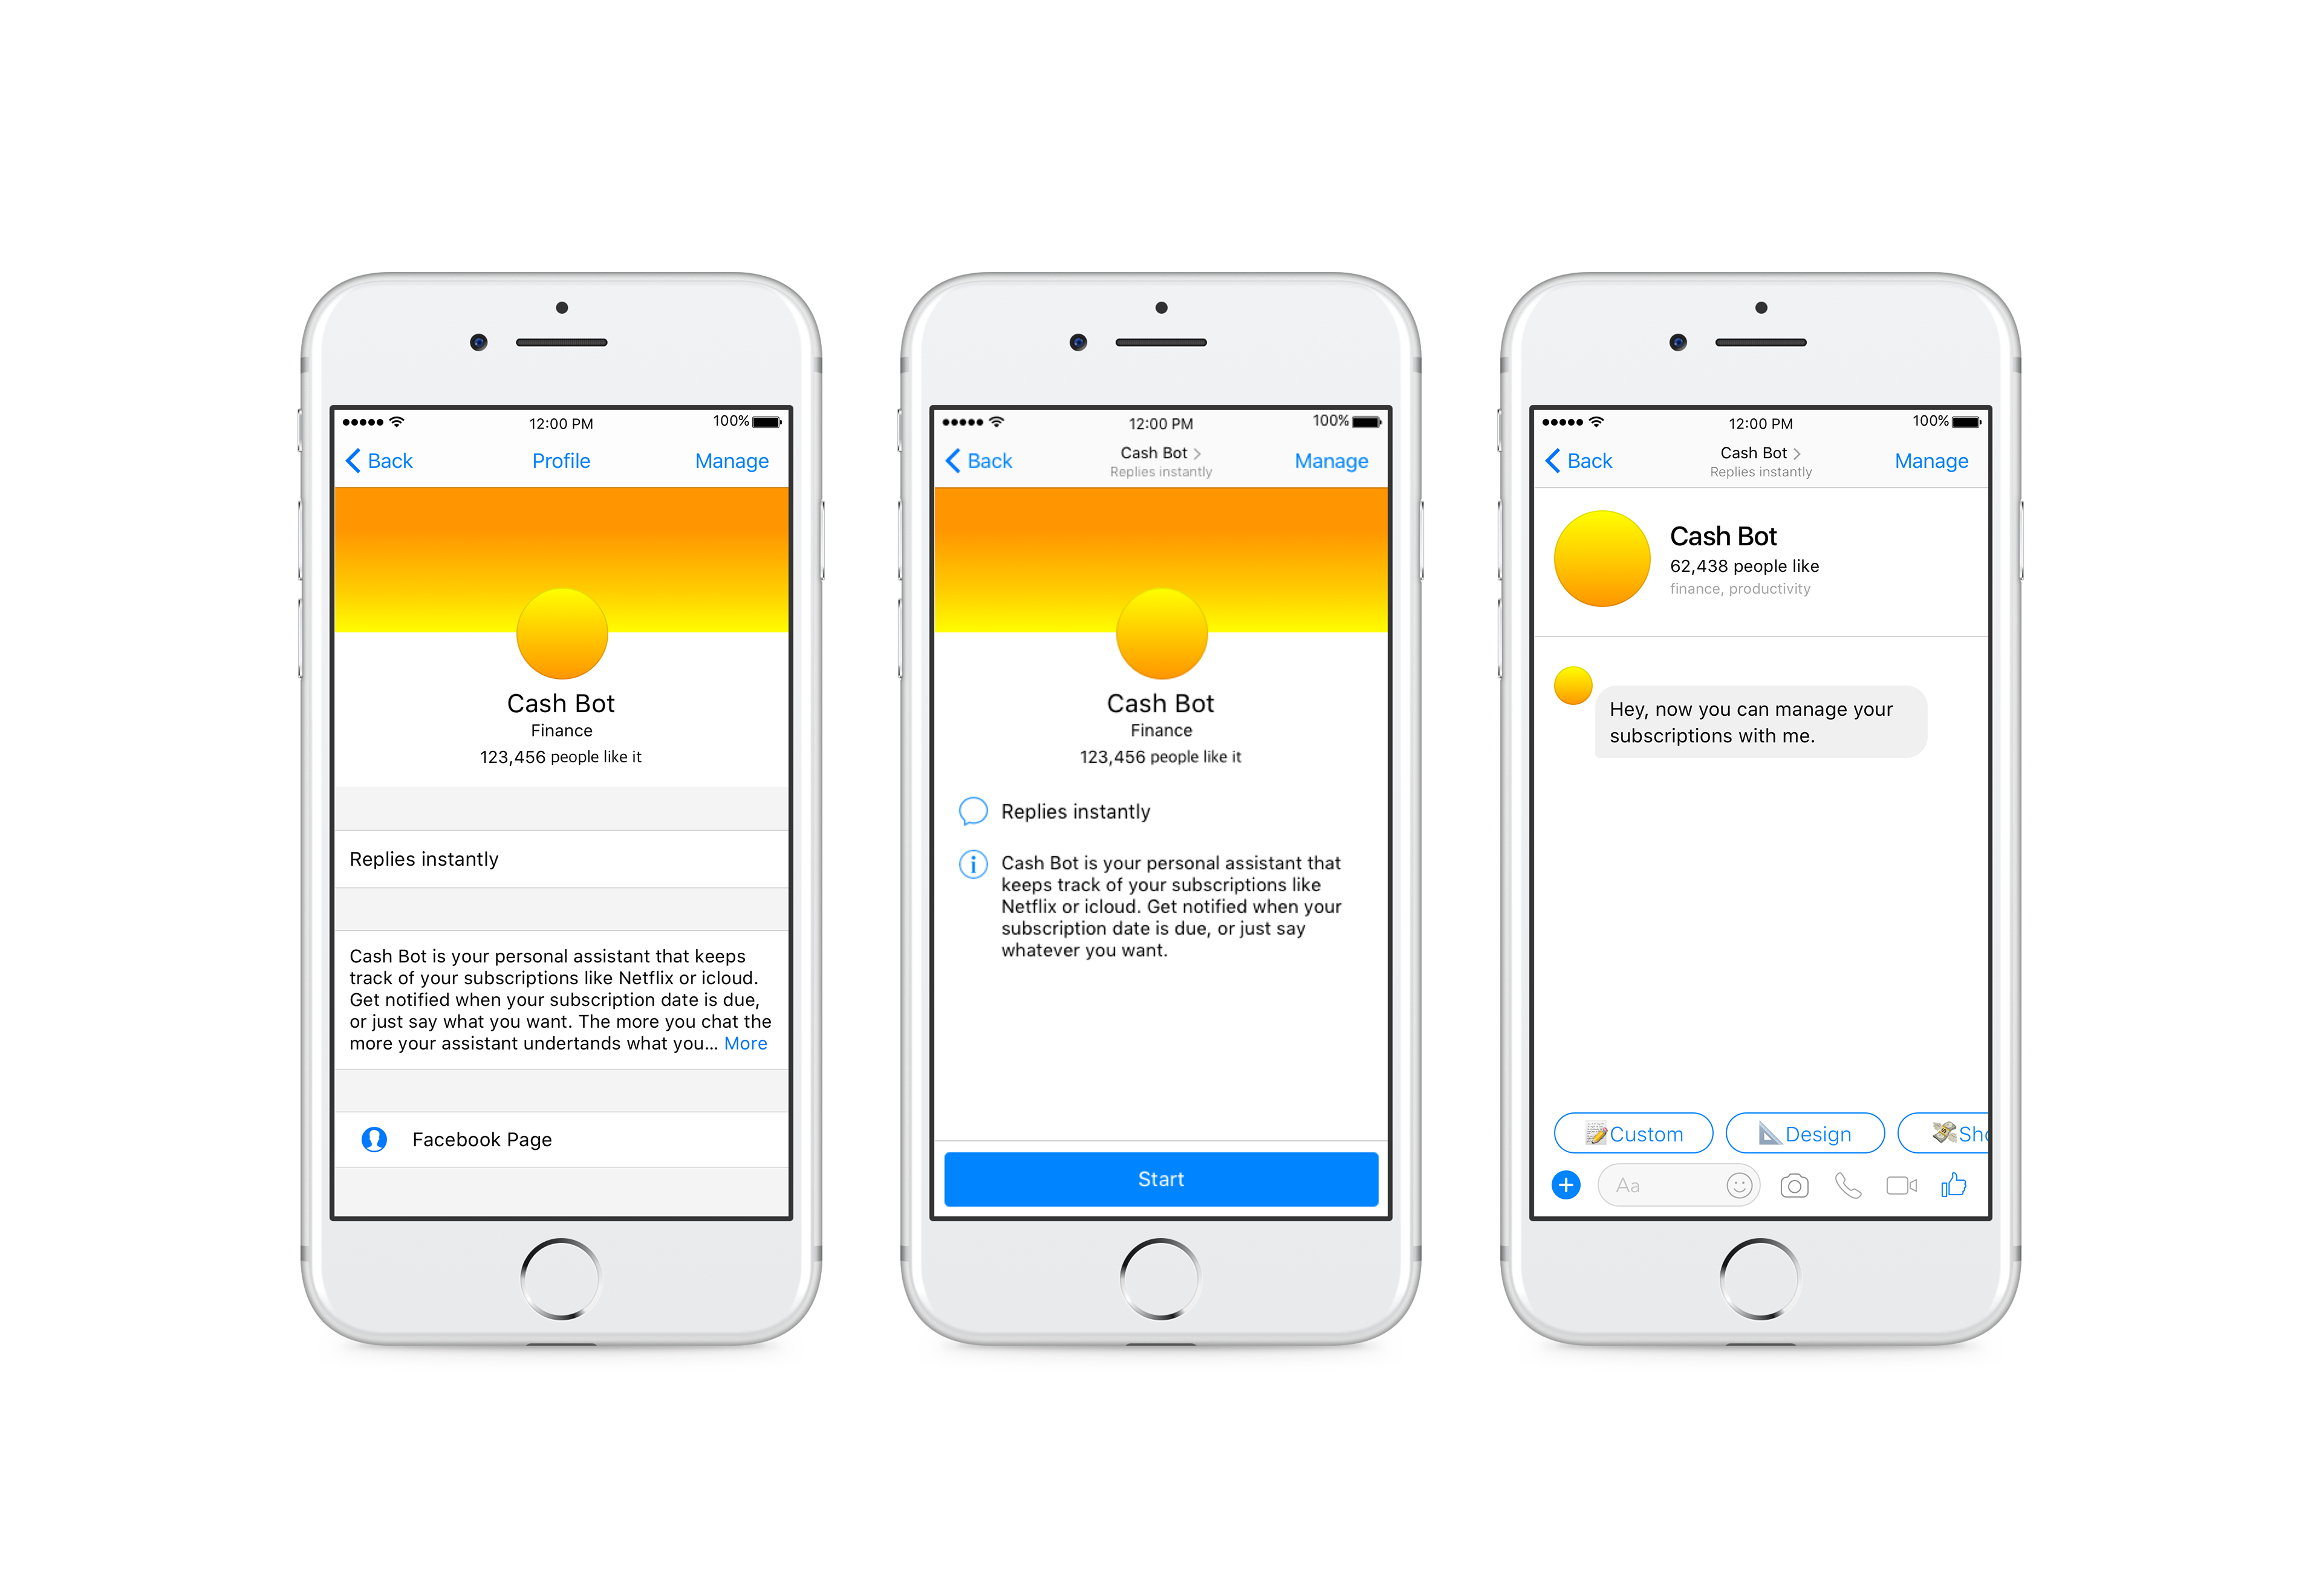 12:00 PM
100%
Back
Profile
Manage
Cash Bot
Finance
123,456 people like it
Replies instantly
Cash Bot is your personal assistant that keeps
track of your subscriptions like Netflix or icloud.
Get notified when your subscription date is due,
or just say what you want. The more you chat the
more your assistant undertands what you... More
Facebook Page
12:00 PM
100%
Back
Cash Bot
Replies instantly
Manage
Cash Bot
Finance
123,456 people like it
Replies instantly
Cash Bot is your personal assistant that
keeps track of your subscriptions like
Netflix or icloud. Get notified when your
subscription date is due, or just say
whatever you want.
Start
12:00 PM
100%
Back
Cash Bot
Replies instantly
Manage
Cash Bot
62,438 people like
finance, productivity
Hey, now you can manage your
subscriptions with me.
📝Custom
📐Design
💸
Aa